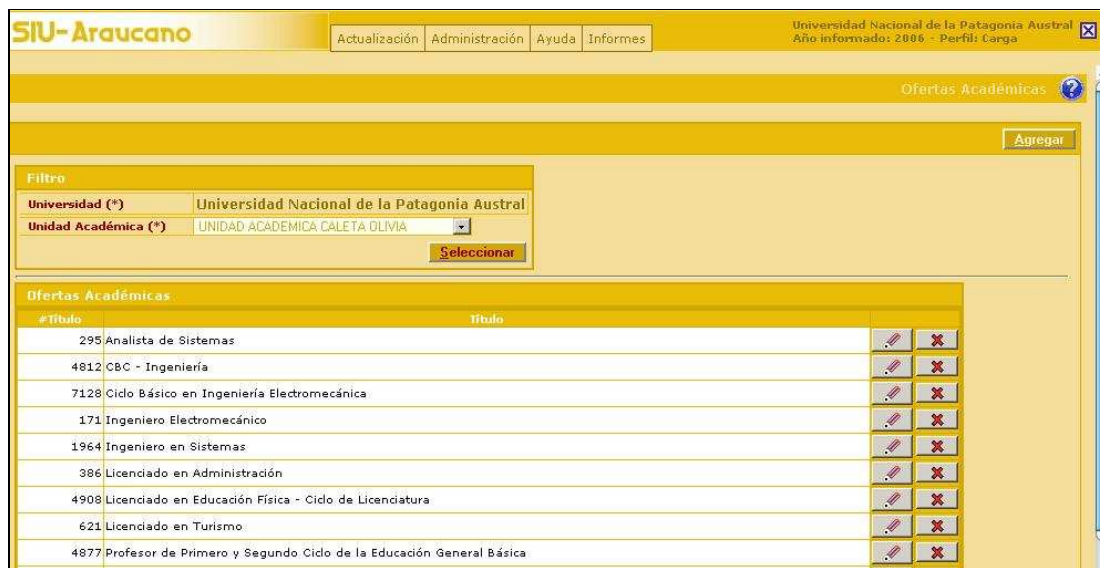 SIU-Araucano
Actualización Administración Ayuda Informes
Universidad Nacional de la Patagonia Austral
Año informado: 2006 - Perfil: Carga
Ofertas Académicas
Agregar
Filtro
Universidad (*) Universidad Nacional de la Patagonia Austral
Unidad Académica (*) UNIDAD ACADEMICA CALETA OLIVIA
Seleccionar
Ofertas Académicas
#Título Título
295 Analista de Sistemas
4812 CBC - Ingeniería
7128 Ciclo Básico en Ingeniería Electromecánica
171 Ingeniero Electromecánico
1964 Ingeniero en Sistemas
386 Licenciado en Administración
4908 Licenciado en Educación Física - Ciclo de Licenciatura
621 Licenciado en Turismo
4877 Profesor de Primero y Segundo Ciclo de la Educación General Básica